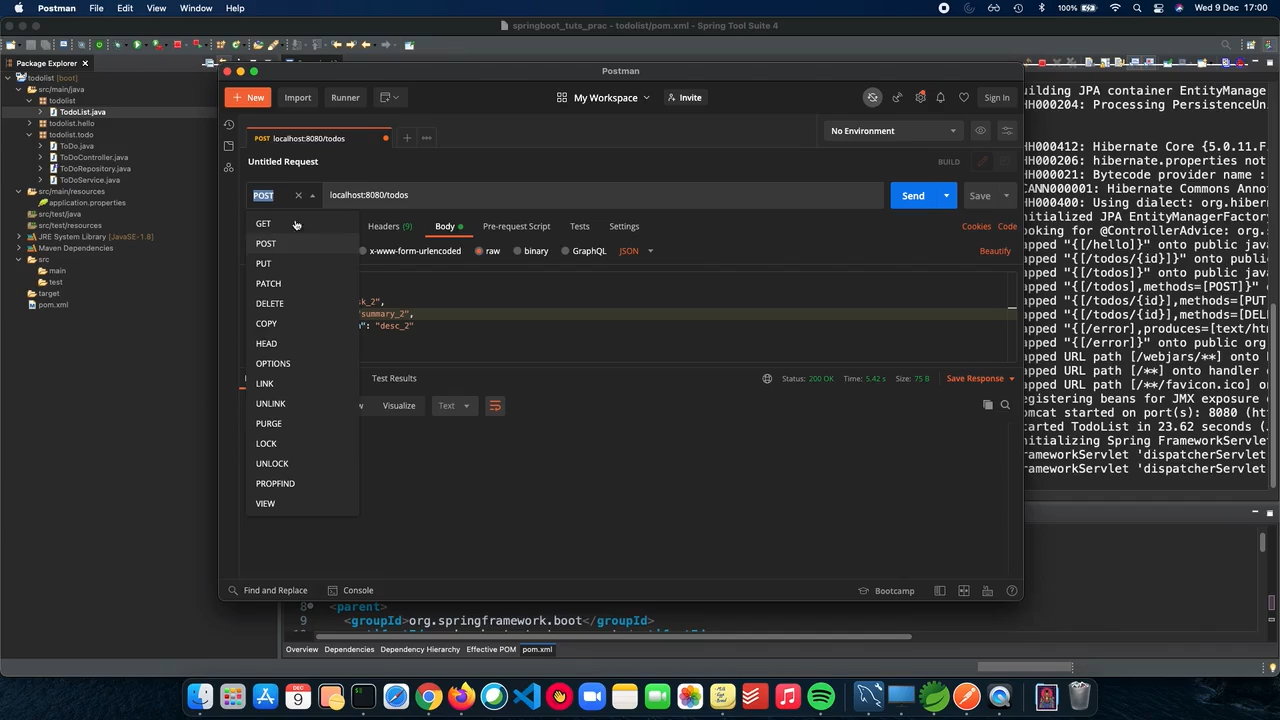 Postman File Edit View Window Help 100% Wed 9 Dec 17:00
springboot_tuts_prac - todolist/pom.xml - Spring Tool Suite 4
Package Explorer
todolist [boot]
src/main/java
todolist
TodoList.java
todolist.hello
todolist.todo
ToDo.java
ToDoController.java
ToDoRepository.java
ToDoService.java
src/main/resources
application.properties
src/test/java
src/test/resources
JRE System Library [JavaSE-1.8]
Maven Dependencies
src
main
test
target
pom.xml
Postman
New Import Runner My Workspace Invite Sign In
POST localhost:8080/todos No Environment
Untitled Request BUILD
POST localhost:8080/todos Send Save
GET
POST
PUT
PATCH
DELETE
COPY
HEAD
OPTIONS
LINK
UNLINK
PURGE
LOCK
UNLOCK
PROPFIND
VIEW
Headers (9) Body Pre-request Script Tests Settings Cookies Code
x-www-form-urlencoded raw binary GraphQL JSON Beautify
sk_2",
"summary_2",
": "desc_2"
Test Results Status: 200 OK Time: 5.42 s Size: 75 B Save Response
Visualize Text
Find and Replace Console Bootcamp
uilding JPA container EntityManage
HH000204: Processing PersistenceUn
HH000412: Hibernate Core {5.0.11.F
HH000206: hibernate.properties not
HH000021: Bytecode provider name :
CANN000001: Hibernate Commons Anno
HH000400: Using dialect: org.hiber
nitialized JPA EntityManagerFactor
ooking for @ControllerAdvice: org.s
apped "{[/hello]}" onto public java
apped "{[/todos/{id}]}" onto public
apped "{[/todos]}" onto public java
apped "{[/todos],methods=[POST]}" o
apped "{[/todos/{id}],methods=[PUT
apped "{[/todos/{id}],methods=[DEL
apped "{[/error],produces=[text/htm
apped "{[/error]}" onto public org
apped URL path [/webjars/**] onto h
apped URL path [/**] onto handler o
apped URL path [/**/favicon.ico] on
egistering beans for JMX exposure o
omcat started on port(s): 8080 (htt
tarted TodoList in 23.62 seconds (J
nitializing Spring FrameworkServlet
rameworkServlet 'dispatcherServlet'
rameworkServlet 'dispatcherServlet'
8 <parent>
9 <groupId>org.springframework.boot</groupId>
Overview Dependencies Dependency Hierarchy Effective POM pom.xml
DEC
9